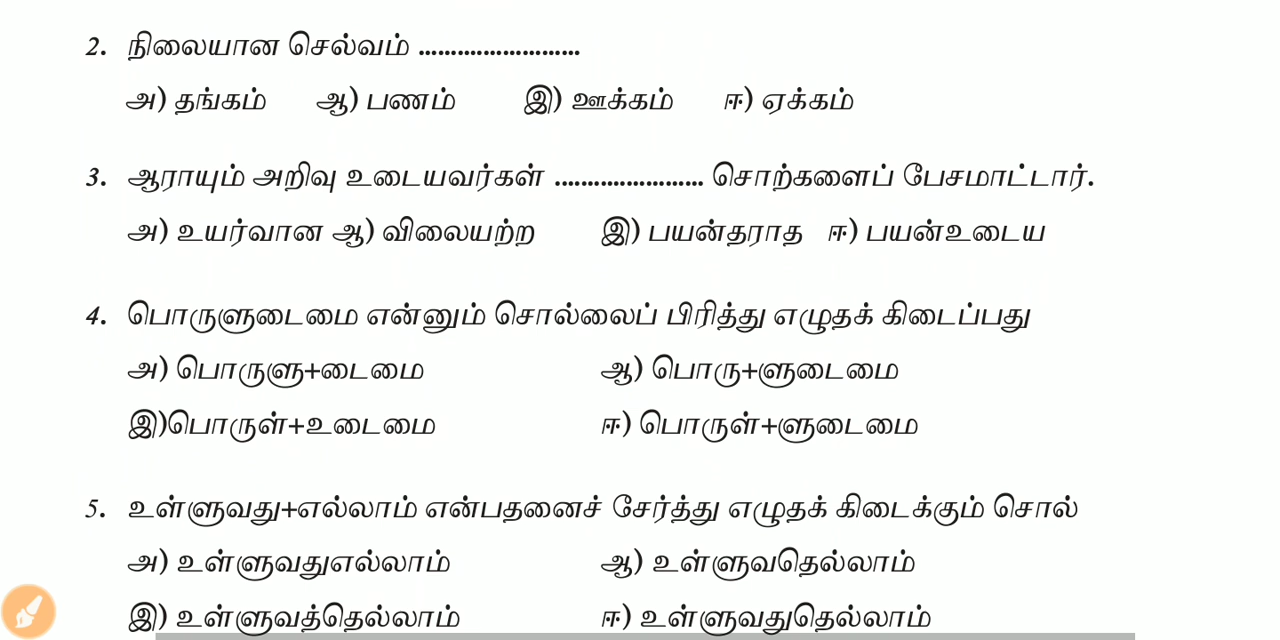 2. நிலையான செல்வம் .........................
அ) தங்கம் ஆ) பணம் இ) ஊக்கம் ஈ) ஏக்கம்
3. ஆராயும் அறிவு உடையவர்கள் ....................... சொற்களைப் பேசமாட்டார்.
அ) உயர்வான ஆ) விலையற்ற இ) பயன்தராத ஈ) பயன்உடைய
4. பொருளுடைமை என்னும் சொல்லைப் பிரித்து எழுதக் கிடைப்பது
அ) பொருளு+டைமை ஆ) பொரு+ளுடைமை
இ)பொருள்+உடைமை ஈ) பொருள்+ளுடைமை
5. உள்ளுவது+எல்லாம் என்பதனைச் சேர்த்து எழுதக் கிடைக்கும் சொல்
அ) உள்ளுவதுஎல்லாம் ஆ) உள்ளுவதெல்லாம்
இ) உள்ளுவத்தெல்லாம் ஈ) உள்ளுவதுதெல்லாம்